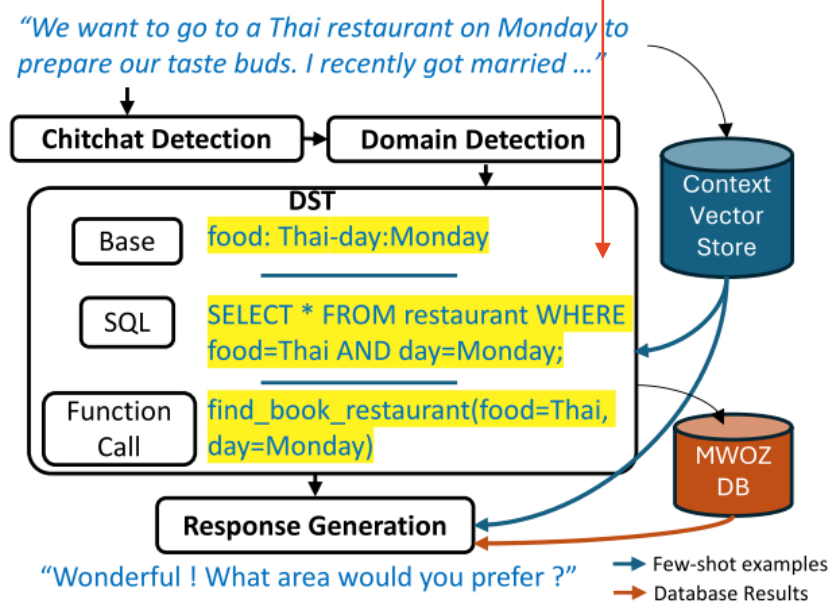 “We want to go to a Thai restaurant on Monday to
prepare our taste buds. I recently got married …”
Chitchat Detection
Domain Detection
Context
Vector
Store
DST
Base
food: Thai-day:Monday
SQL
SELECT * FROM restaurant WHERE
food=Thai AND day=Monday;
Function
Call
find_book_restaurant(food=Thai,
day=Monday)
MWOZ
DB
Response Generation
“Wonderful ! What area would you prefer ?”
Few-shot examples
Database Results